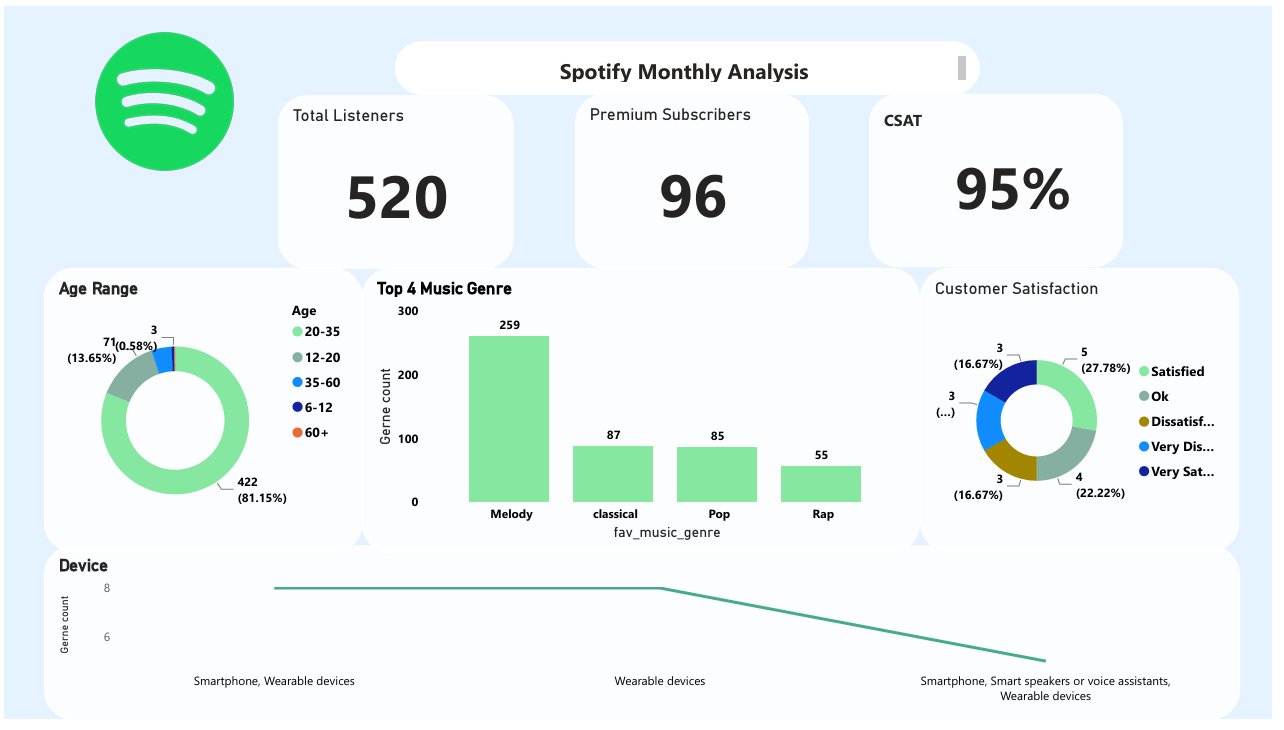 Spotify Monthly Analysis
Total Listeners
520
Premium Subscribers
96
CSAT
95%
Age Range
3
(0.58%)
71
(13.65%)
422
(81.15%)
Age
20-35
12-20
35-60
6-12
60+
Top 4 Music Genre
Gerne count
300
200
100
0
259
87
85
55
Melody
classical
Pop
Rap
fav_music_genre
Customer Satisfaction
3
(16.67%)
5
(27.78%)
3
(...)
3
(16.67%)
4
(22.22%)
Satisfied
Ok
Dissatisf...
Very Dis...
Very Sat...
Device
Gerne count
8
6
Smartphone, Wearable devices
Wearable devices
Smartphone, Smart speakers or voice assistants,
Wearable devices